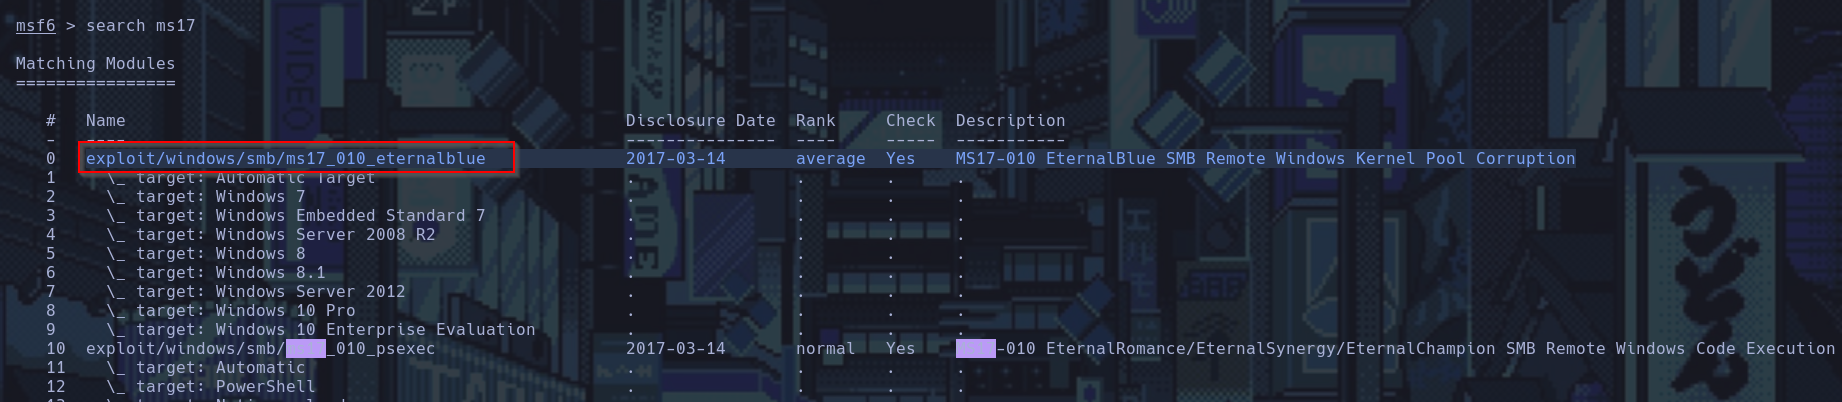 msf6 > search ms17
Matching Modules
================
# Name Disclosure Date Rank Check Description
- ---- --------------- ---- ----- -----------
0 exploit/windows/smb/ms17_010_eternalblue 2017-03-14 average Yes MS17-010 EternalBlue SMB Remote Windows Kernel Pool Corruption
1 \_ target: Automatic Target . . . .
2 \_ target: Windows 7 . . . .
3 \_ target: Windows Embedded Standard 7 . . . .
4 \_ target: Windows Server 2008 R2 . . . .
5 \_ target: Windows 8 . . . .
6 \_ target: Windows 8.1 . . . .
7 \_ target: Windows Server 2012 . . . .
8 \_ target: Windows 10 Pro . . . .
9 \_ target: Windows 10 Enterprise Evaluation . . . .
10 exploit/windows/smb/ _010_psexec 2017-03-14 normal Yes -010 EternalRomance/EternalSynergy/EternalChampion SMB Remote Windows Code Execution
11 \_ target: Automatic . . . .
12 \_ target: PowerShell . . . .
VIDEO
うどん